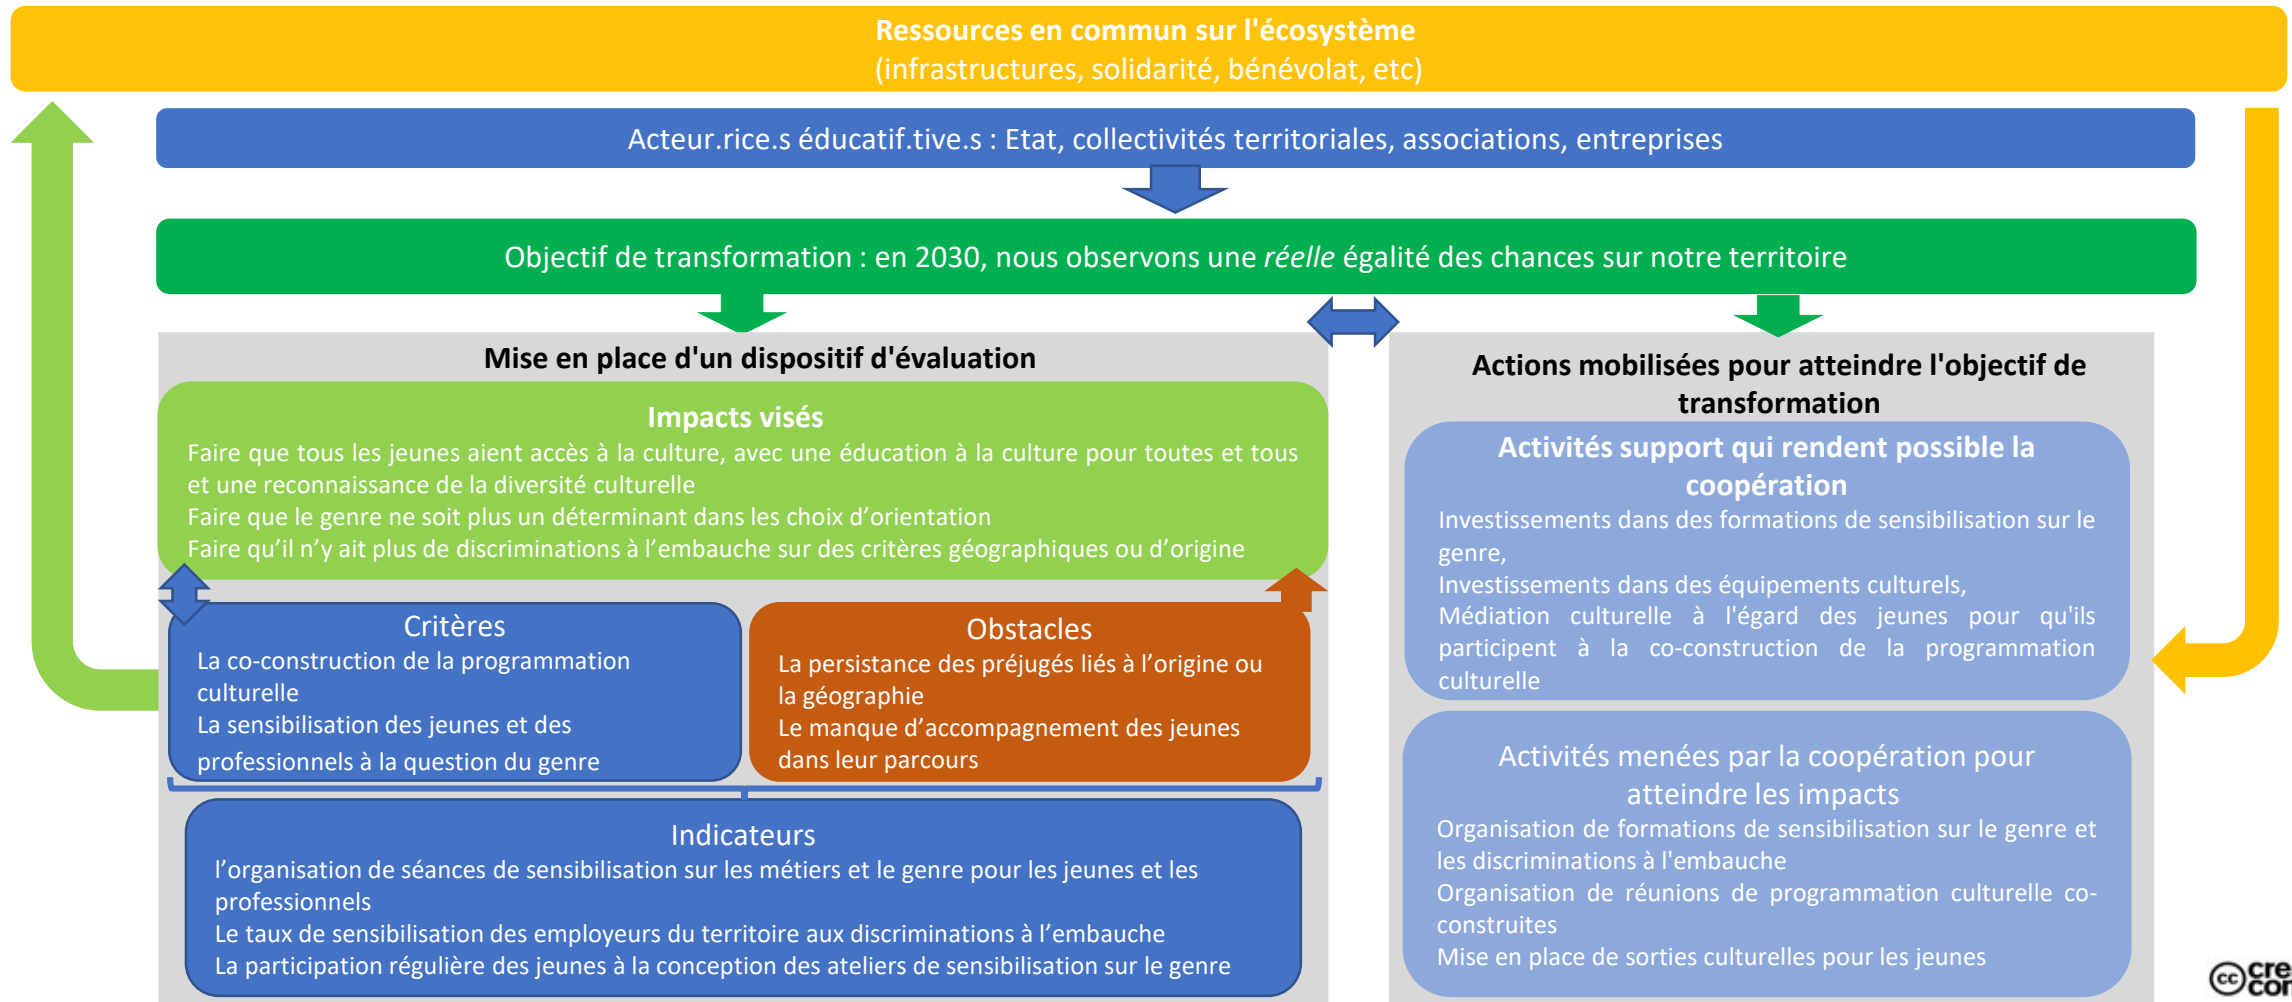 Ressources en commun sur l'écosystème
(infrastructures, solidarité, bénévolat, etc)
Acteur.rice.s éducatif.tive.s : Etat, collectivités territoriales, associations, entreprises
Objectif de transformation : en 2030, nous observons une réelle égalité des chances sur notre territoire
Mise en place d'un dispositif d'évaluation
Impacts visés
Faire que tous les jeunes aient accès à la culture, avec une éducation à la culture pour toutes et tous
et une reconnaissance de la diversité culturelle
Faire que le genre ne soit plus un déterminant dans les choix d’orientation
Faire qu’il n’y ait plus de discriminations à l’embauche sur des critères géographiques ou d’origine
Critères
La co-construction de la programmation
culturelle
La sensibilisation des jeunes et des
professionnels à la question du genre
Obstacles
La persistance des préjugés liés à l’origine ou
la géographie
Le manque d’accompagnement des jeunes
dans leur parcours
Indicateurs
l’organisation de séances de sensibilisation sur les métiers et le genre pour les jeunes et les
professionnels
Le taux de sensibilisation des employeurs du territoire aux discriminations à l’embauche
La participation régulière des jeunes à la conception des ateliers de sensibilisation sur le genre
Actions mobilisées pour atteindre l'objectif de
transformation
Activités support qui rendent possible la
coopération
Investissements dans des formations de sensibilisation sur le
genre,
Investissements dans des équipements culturels,
Médiation culturelle à l'égard des jeunes pour qu'ils
participent à la co-construction de la programmation
culturelle
Activités menées par la coopération pour
atteindre les impacts
Organisation de formations de sensibilisation sur le genre et
les discriminations à l'embauche
Organisation de réunions de programmation culturelle co-
construites
Mise en place de sorties culturelles pour les jeunes
cc